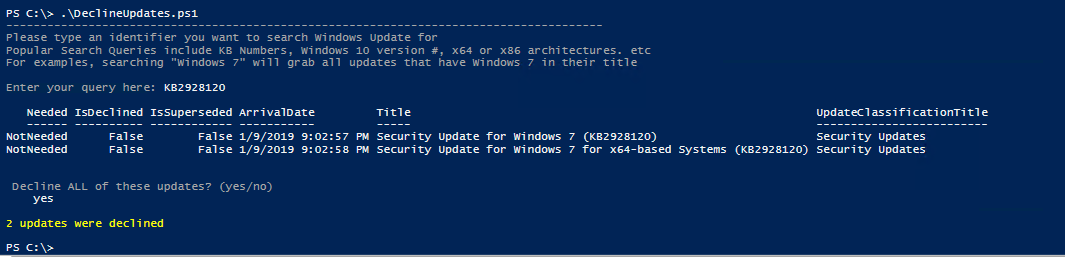 PS C:\> .\DeclineUpdates.ps1
------------------------------------------------------------------------------------
Please type an identifier you want to search Windows Update for
Popular Search Queries include KB Numbers, Windows 10 version #, x64 or x86 architectures. etc
For examples, searching "Windows 7" will grab all updates that have Windows 7 in their title
Enter your query here: KB2928120
Needed IsDeclined IsSuperseded ArrivalDate Title UpdateClassificationTitle
------ ---------- ------------ ----------- ----- -------------------------
NotNeeded False False 1/9/2019 9:02:57 PM Security Update for Windows 7 (KB2928120) Security Updates
NotNeeded False False 1/9/2019 9:02:58 PM Security Update for Windows 7 for x64-based Systems (KB2928120) Security Updates
Decline ALL of these updates? (yes/no)
yes
2 updates were declined
PS C:\>